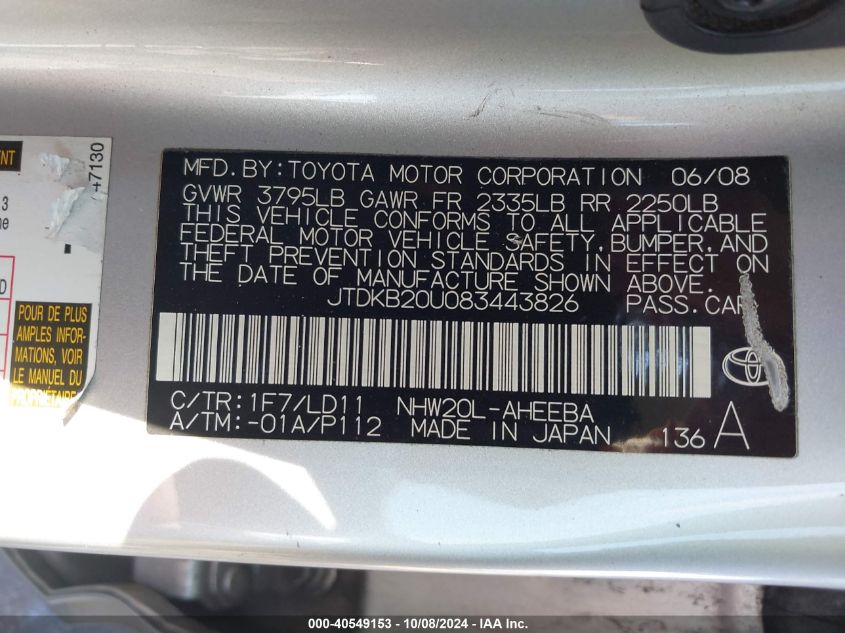 MFD. BY: TOYOTA MOTOR CORPORATION 06/08
GVWR 3795LB GAWR FR 2335LB RR 2250LB
THIS VEHICLE CONFORMS TO ALL APPLICABLE
FEDERAL MOTOR VEHICLE SAFETY, BUMPER, AND
THEFT PREVENTION STANDARDS IN EFFECT ON
THE DATE OF MANUFACTURE SHOWN ABOVE.
JTDKB20U083443826 PASS. CAR
C/TR: 1F7/LD11 NHW20L-AHEEBA
A/TM: -01A/P112 MADE IN JAPAN 136 A
47130
POUR DE PLUS
AMPLES INFOR-
MATIONS, VOIR
LE MANUEL DU
PROPRIÉTAIRE
000-40549153 - 10/08/2024 - IAA Inc.